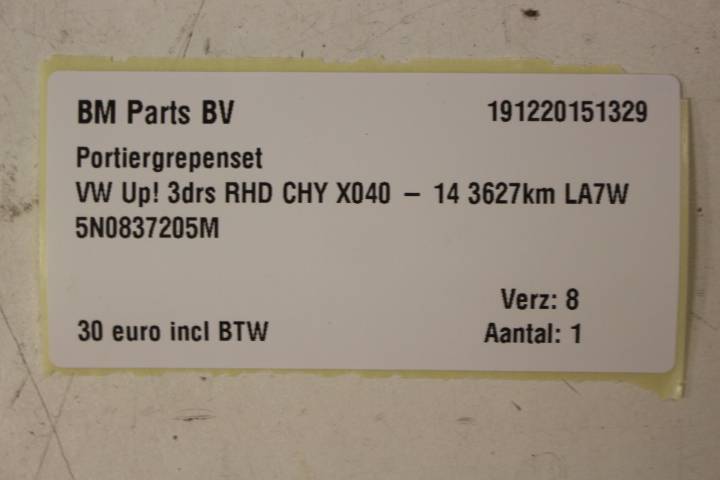 BM Parts BV 191220151329
Portiergrepenset
VW Up! 3drs RHD CHY X040 – 14 3627km LA7W
5N0837205M
Verz: 8
30 euro incl BTW Aantal: 1